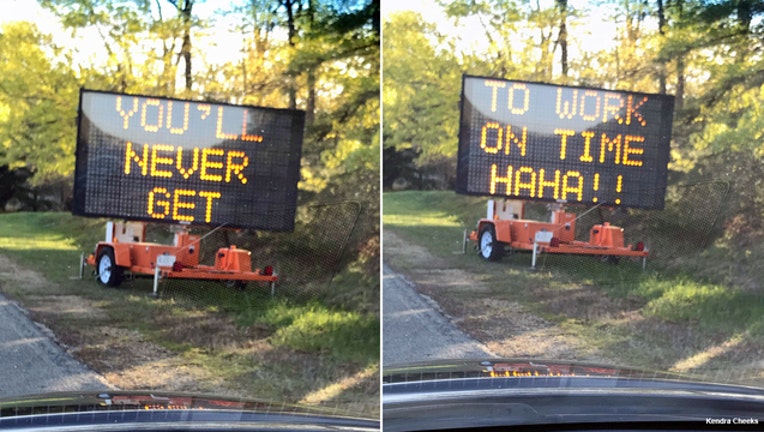 YOU'LL
NEVER
GET
TO WORK
ON TIME
HAHA!!
Kendra Cheeks